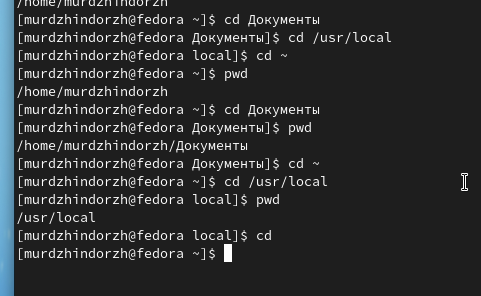 /home/murdzhindorzh
[murdzhindorzh@fedora ~]$ cd Документы
[murdzhindorzh@fedora Документы]$ cd /usr/local
[murdzhindorzh@fedora local]$ cd ~
[murdzhindorzh@fedora ~]$ pwd
/home/murdzhindorzh
[murdzhindorzh@fedora ~]$ cd Документы
[murdzhindorzh@fedora Документы]$ pwd
/home/murdzhindorzh/Документы
[murdzhindorzh@fedora Документы]$ cd ~
[murdzhindorzh@fedora ~]$ cd /usr/local
[murdzhindorzh@fedora local]$ pwd
/usr/local
[murdzhindorzh@fedora local]$ cd
[murdzhindorzh@fedora ~]$